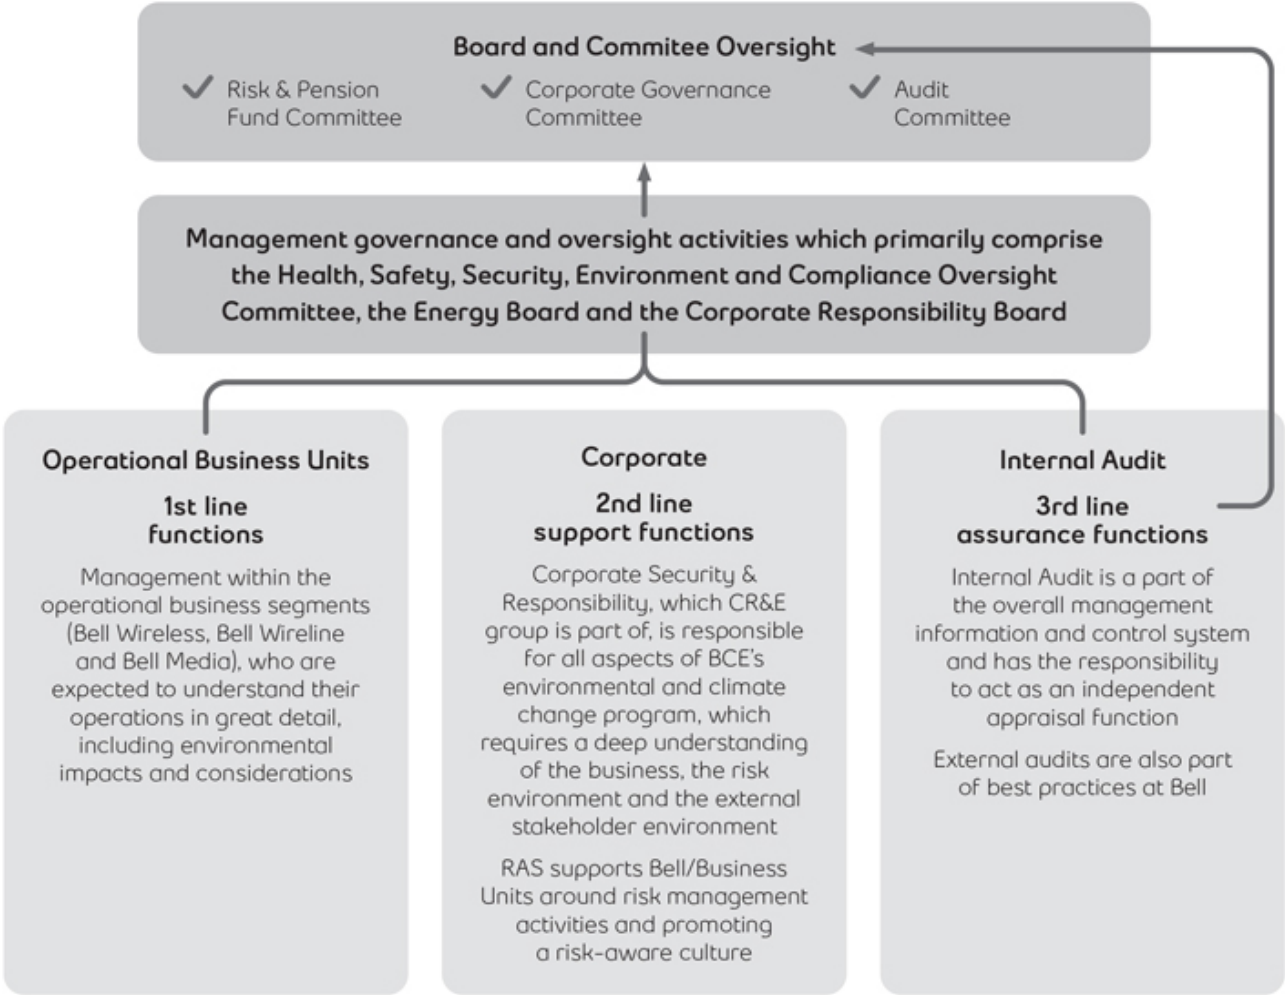 Board and Commitee Oversight
Risk & Pension
Fund Committee
Corporate Governance
Committee
Audit
Committee
Management governance and oversight activities which primarily comprise
the Health, Safety, Security, Environment and Compliance Oversight
Committee, the Energy Board and the Corporate Responsibility Board
Operational Business Units
1st line
functions
Management within the
operational business segments
(Bell Wireless, Bell Wireline
and Bell Media), who are
expected to understand their
operations in great detail,
including environmental
impacts and considerations
Corporate
2nd line
support functions
Corporate Security &
Responsibility, which CR&E
group is part of, is responsible
for all aspects of BCE's
environmental and climate
change program, which
requires a deep understanding
of the business, the risk
environment and the external
stakeholder environment
RAS supports Bell/Business
Units around risk management
activities and promoting
a risk-aware culture
Internal Audit
3rd line
assurance functions
Internal Audit is a part of
the overall management
information and control system
and has the responsibility
to act as an independent
appraisal function
External audits are also part
of best practices at Bell